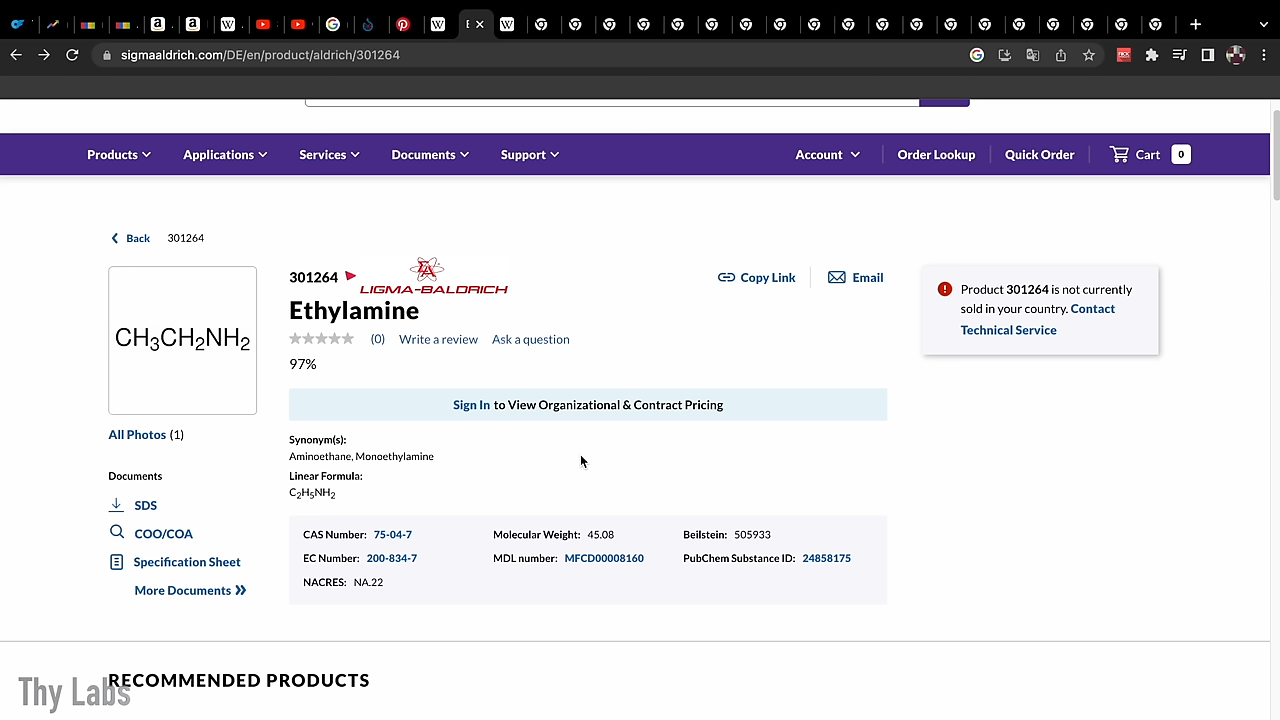 sigmaaldrich.com/DE/en/product/aldrich/301264
Products Applications Services Documents Support Account Order Lookup Quick Order Cart 0
Back 301264
301264 LIGMA-BALDRICH Copy Link Email
Ethylamine
(0) Write a review Ask a question
97%
Sign In to View Organizational & Contract Pricing
Synonym(s):
Aminoethane, Monoethylamine
Linear Formula:
C2H5NH2
CAS Number: 75-04-7 Molecular Weight: 45.08 Beilstein: 505933
EC Number: 200-834-7 MDL number: MFCD00008160 PubChem Substance ID: 24858175
NACRES: NA.22
CH3CH2NH2
All Photos (1)
Documents
SDS
COO/COA
Specification Sheet
More Documents
Product 301264 is not currently
sold in your country. Contact
Technical Service
RECOMMENDED PRODUCTS
Thy Labs